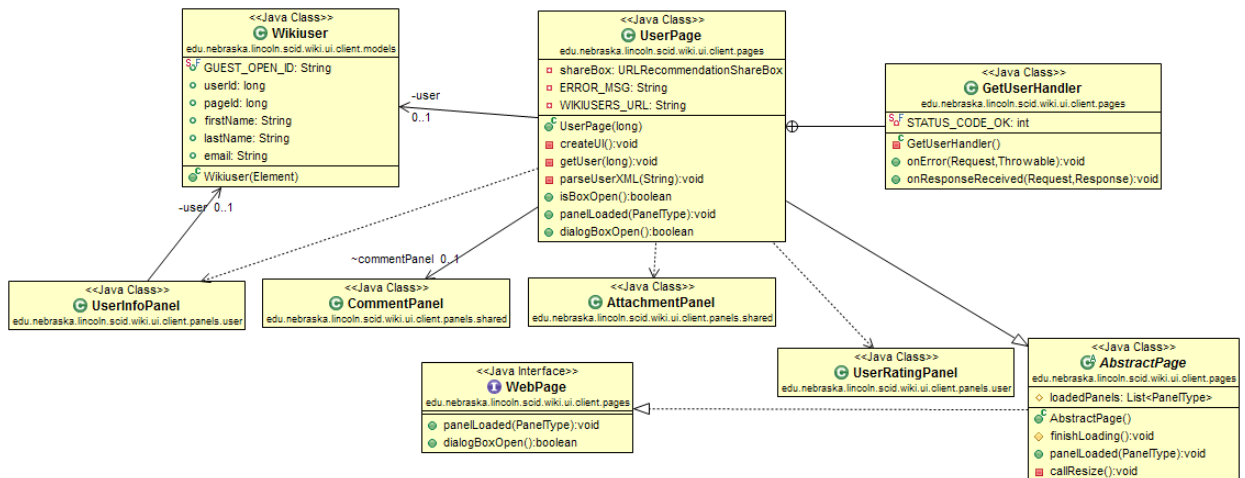 <<Java Class>>
Wikiuser
edu.nebraska.lincoln.scid.wiki.ui.client.models
GUEST_OPEN_ID: String
userId: long
pageId: long
firstName: String
lastName: String
email: String
Wikiuser(Element)
<<Java Class>>
UserPage
edu.nebraska.lincoln.scid.wiki.ui.client.pages
shareBox: URLRecommendationShareBox
ERROR_MSG: String
WIKIUSERS_URL: String
UserPage(long)
createUI():void
getUser(long):void
parseUserXML(String):void
isBoxOpen():boolean
panelLoaded(PanelType):void
dialogBoxOpen():boolean
<<Java Class>>
GetUserHandler
edu.nebraska.lincoln.scid.wiki.ui.client.pages
STATUS_CODE_OK: int
GetUserHandler()
onError(Request,Throwable):void
onResponseReceived(Request,Response):void
-user
0..1
-user 0..1
~commentPanel 0..1
<<Java Class>>
UserInfoPanel
edu.nebraska.lincoln.scid.wiki.ui.client.panels.user
<<Java Class>>
CommentPanel
edu.nebraska.lincoln.scid.wiki.ui.client.panels.shared
<<Java Class>>
AttachmentPanel
edu.nebraska.lincoln.scid.wiki.ui.client.panels.shared
<<Java Class>>
UserRatingPanel
edu.nebraska.lincoln.scid.wiki.ui.client.panels.user
<<Java Interface>>
WebPage
edu.nebraska.lincoln.scid.wiki.ui.client.pages
panelLoaded(PanelType):void
dialogBoxOpen():boolean
<<Java Class>>
AbstractPage
edu.nebraska.lincoln.scid.wiki.ui.client.pages
loadedPanels: List<PanelType>
AbstractPage()
finishLoading():void
panelLoaded(PanelType):void
callResize():void